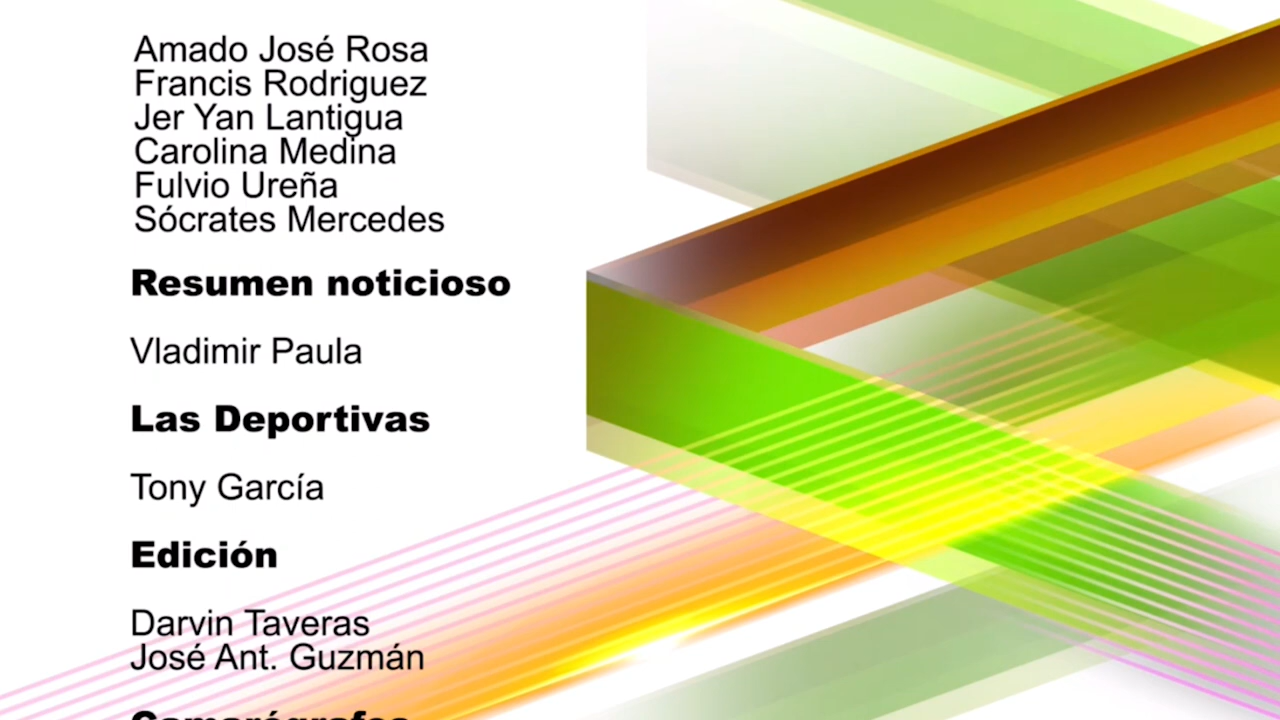 Amado José Rosa
Francis Rodriguez
Jer Yan Lantigua
Carolina Medina
Fulvio Ureña
Sócrates Mercedes
Resumen noticioso
Vladimir Paula
Las Deportivas
Tony García
Edición
Darvin Taveras
José Ant. Guzmán